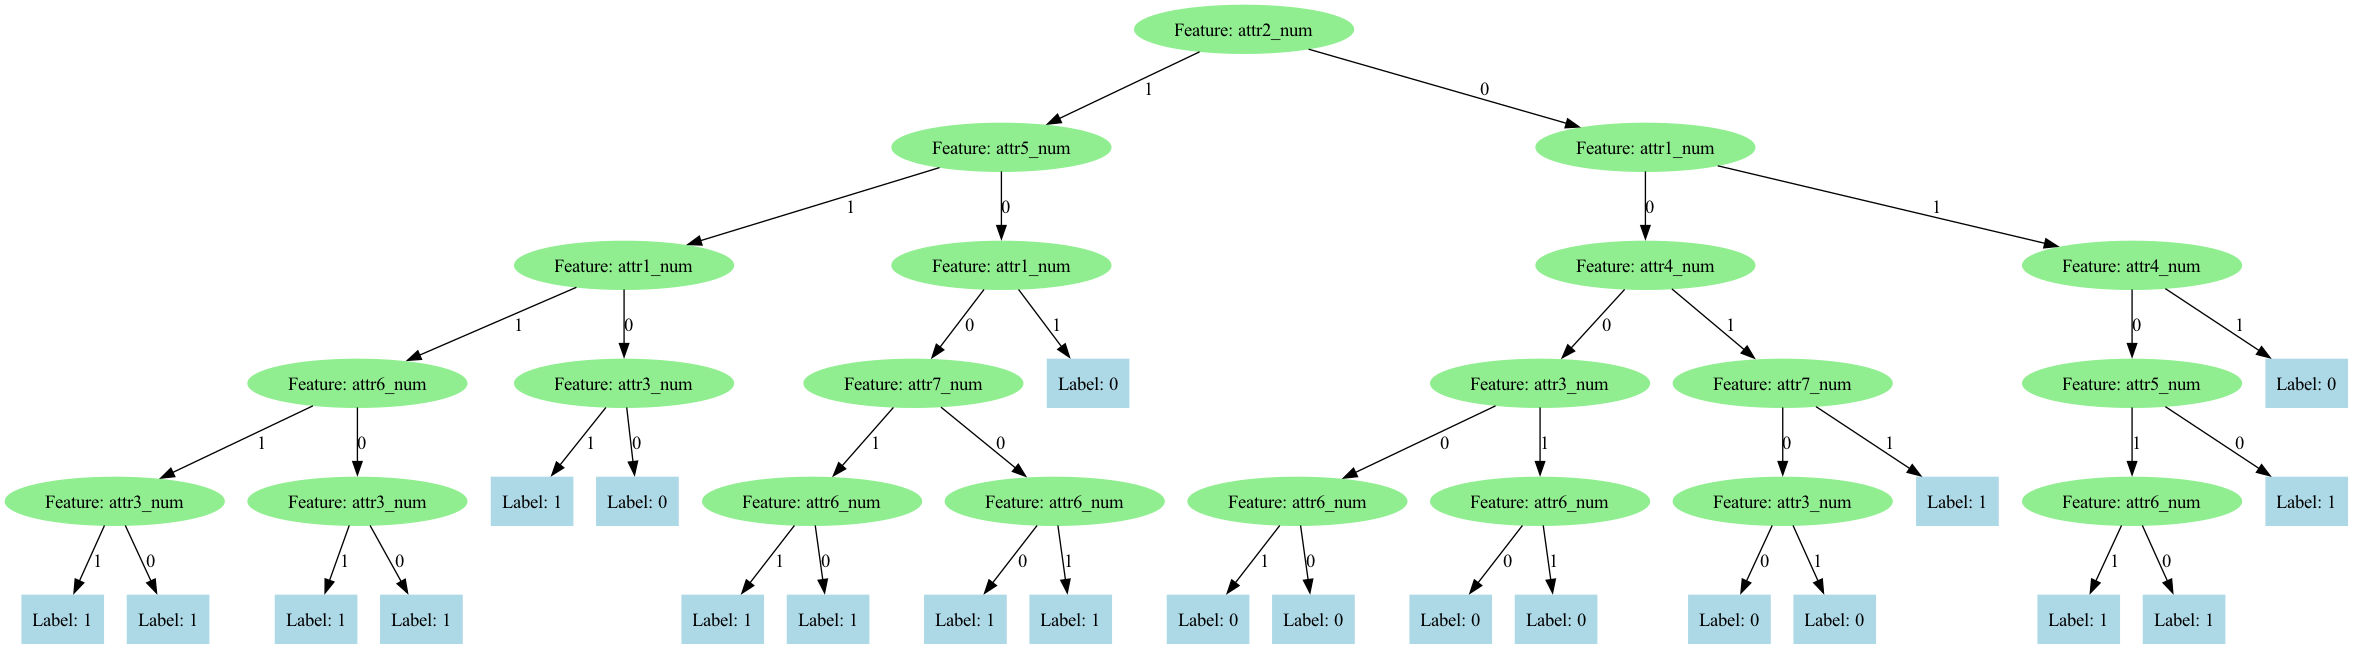 Feature: attr2_num
1
0
Feature: attr5_num
Feature: attr1_num
1
0
0
1
Feature: attr1_num
Feature: attr1_num
Feature: attr4_num
Feature: attr4_num
1
0
0
1
0
1
0
1
Feature: attr6_num
Feature: attr3_num
Feature: attr7_num
Label: 0
Feature: attr3_num
Feature: attr7_num
Feature: attr5_num
Label: 0
1
0
1
0
1
0
0
1
0
1
1
0
Feature: attr3_num
Feature: attr3_num
Label: 1
Label: 0
Feature: attr6_num
Feature: attr6_num
Feature: attr6_num
Feature: attr6_num
Feature: attr3_num
Label: 1
Feature: attr6_num
Label: 1
1
0
1
0
1
0
0
1
1
0
0
1
0
1
1
0
Label: 1
Label: 1
Label: 1
Label: 1
Label: 1
Label: 1
Label: 1
Label: 1
Label: 0
Label: 0
Label: 0
Label: 0
Label: 0
Label: 0
Label: 1
Label: 1